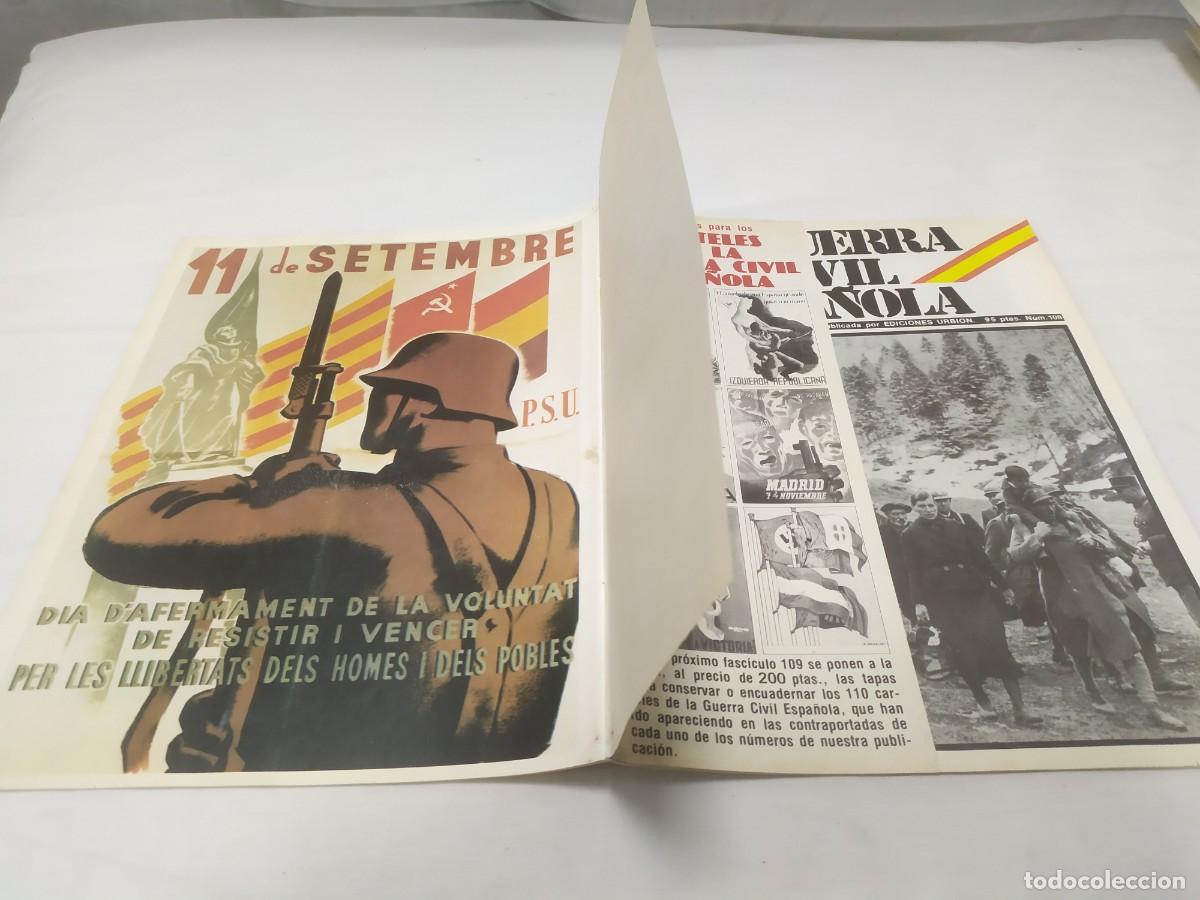 11 de SETEMBRE
P.S.U.
DIA D'AFERMAMENT DE LA VOLUNTAT
DE RESISTIR I VENCER
PER LES LLIBERTATS DELS HOMES I DELS POBLES
para los
TELES
LA
A CIVIL
ÑOLA
IZQUIERDA REPUBLICANA
MADRID
7 NOVIEMBRE
VICTORIA
próximo fascículo 109 se ponen a la
al precio de 200 ptas., las tapas
conservar o encuadernar los 110 car-
es de la Guerra Civil Española, que han
do apareciendo en las contraportadas de
cada uno de los números de nuestra publi-
cación.
UERRA
VIL
ÑOLA
ublicada por EDICIONES URBION. 95 ptas. Núm. 108
todocoleccion